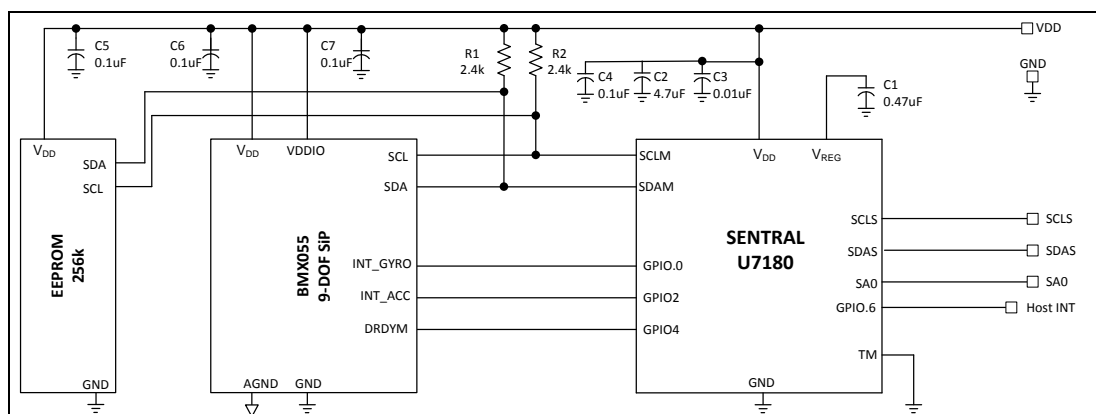 VDD
GND
C5
0.1uF
C6
0.1uF
C7
0.1uF
R1
2.4k
R2
2.4k
C4
0.1uF
C2
4.7uF
C3
0.01uF
C1
0.47uF
VDD
SDA
SCL
EEPROM
256k
GND
VDD
VDDIO
SCL
SDA
BMX055
9-DOF SiP
INT_GYRO
INT_ACC
DRDYM
AGND
GND
SCLM
SDAM
VDD
VREG
SENTRAL
U7180
GPIO.0
GPIO2
GPIO4
SCLS
SDAS
SA0
GPIO.6
TM
GND
SCLS
SDAS
SA0
Host INT